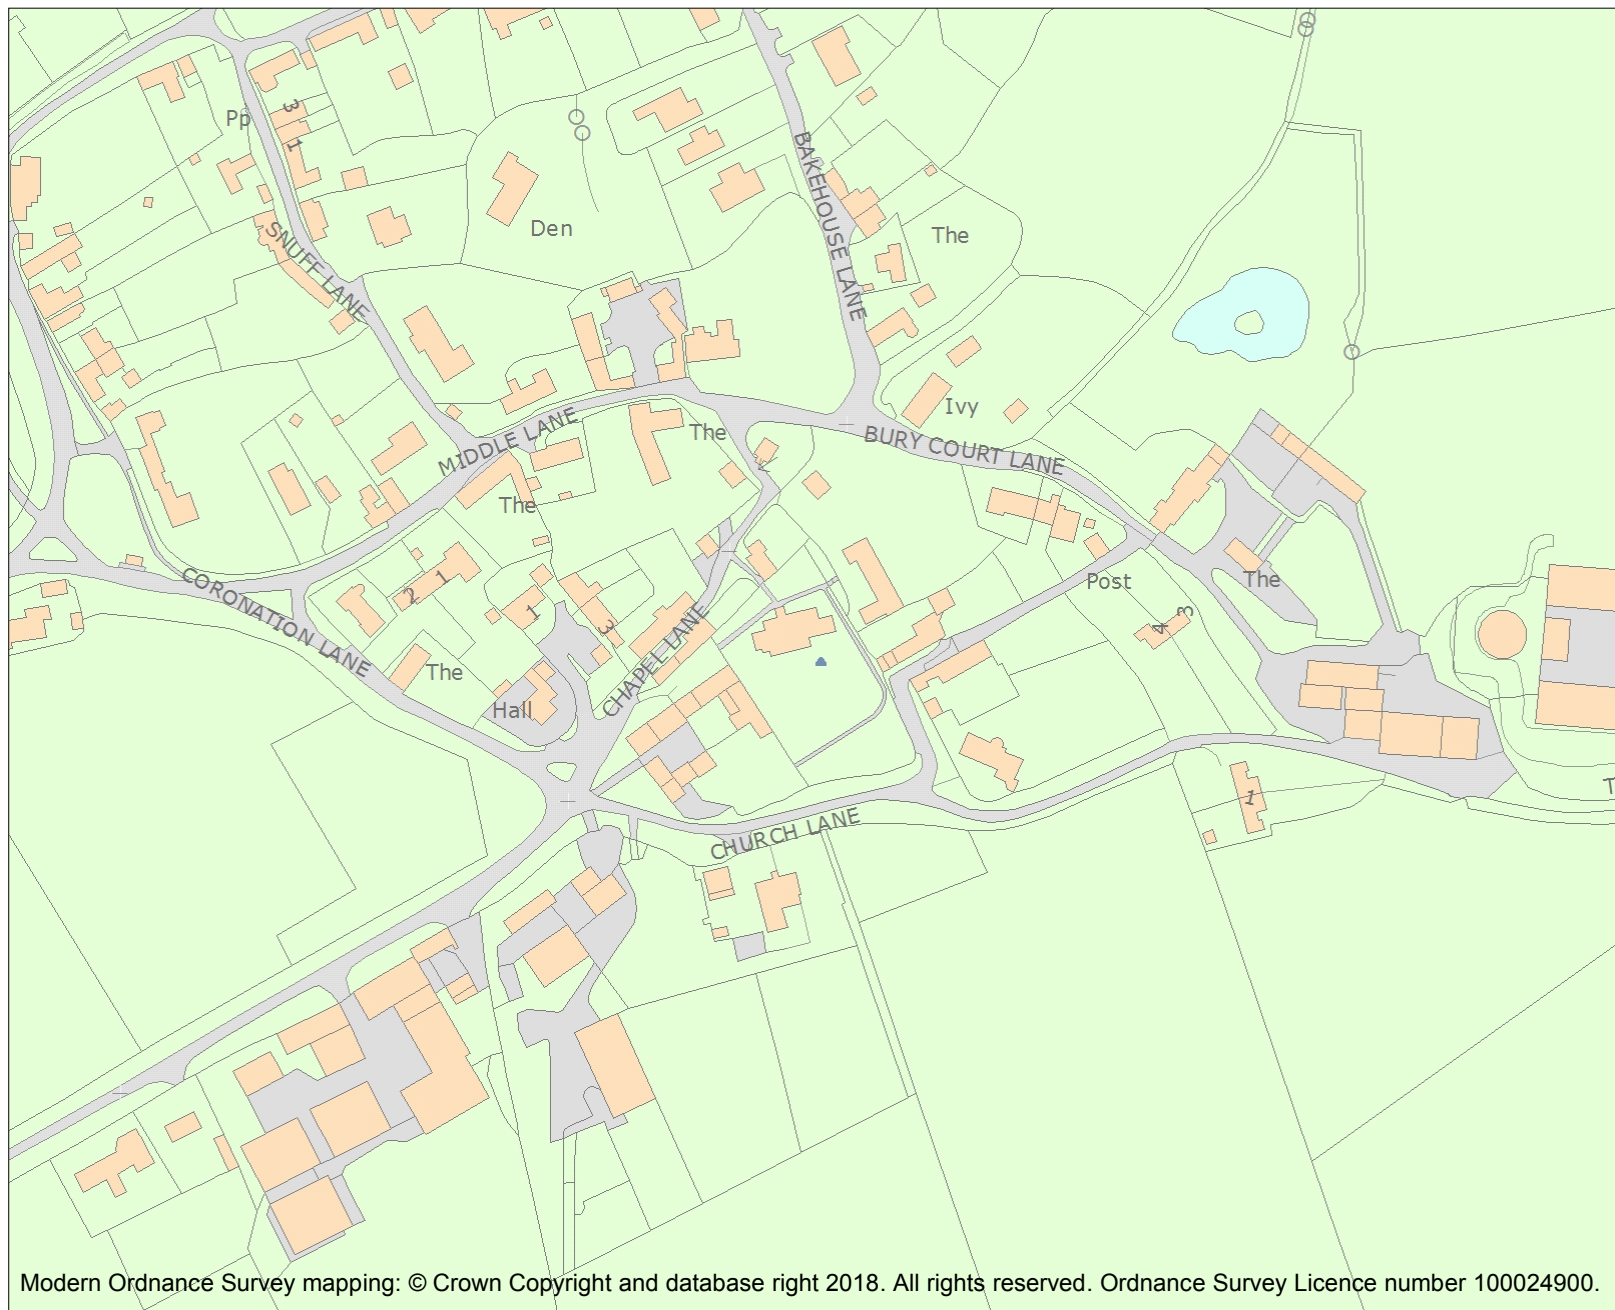 Pp
3
1
BAKEHOUSE LANE
SNUFF LANE
Den
The
Ivy
MIDDLE LANE
The
BURY COURT LANE
The
Post
The
CORONATION LANE
2
1
1
3
CHAPEL LANE
4
3
The
Hall
1
T
CHURCH LANE
Modern Ordnance Survey mapping: © Crown Copyright and database right 2018. All rights reserved. Ordnance Survey Licence number 100024900.